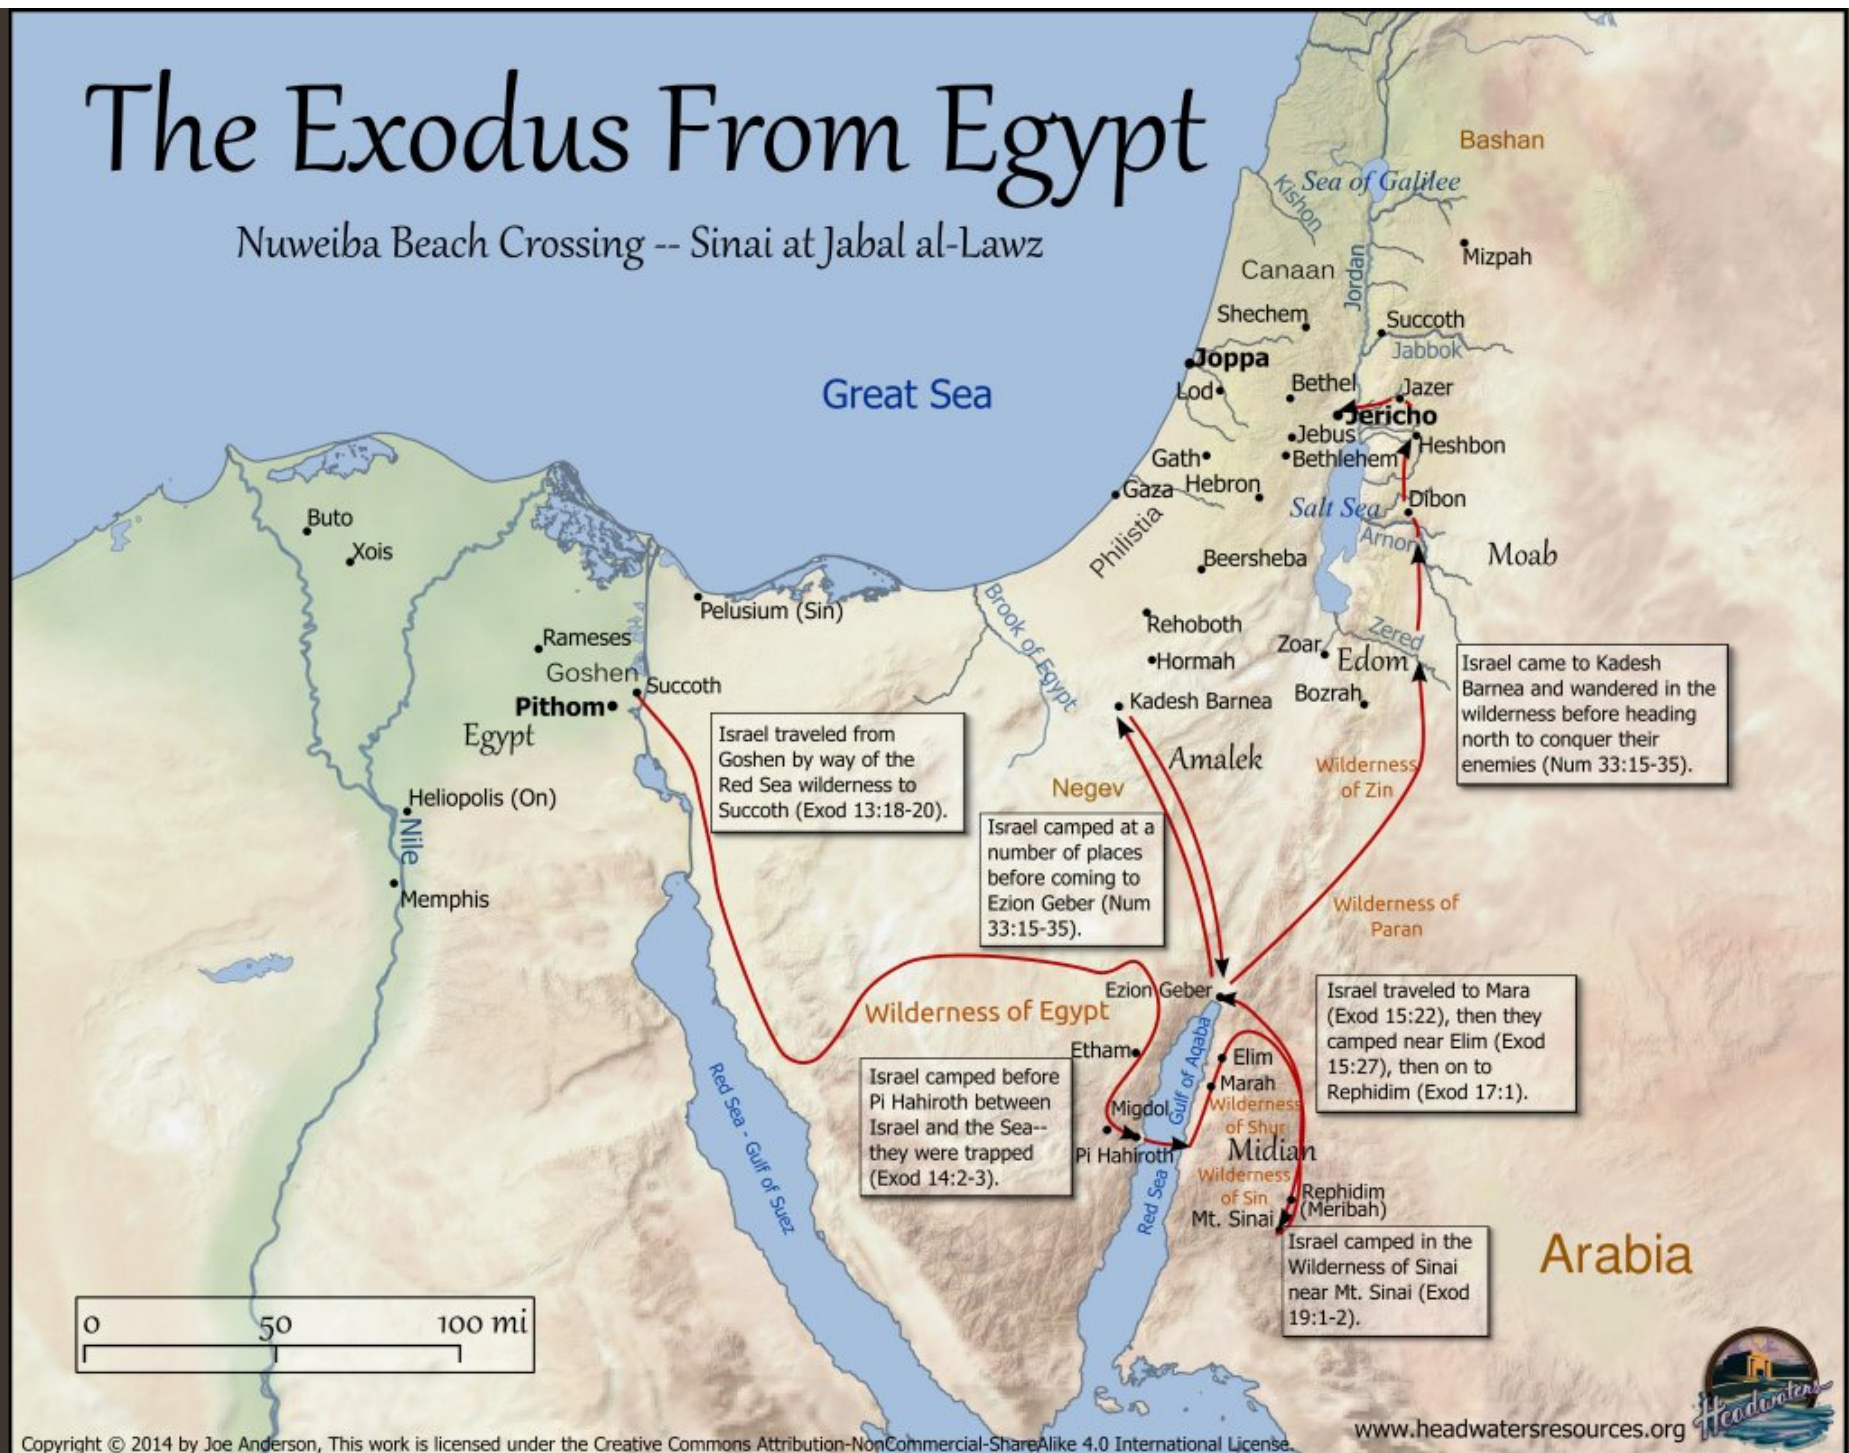 The Exodus From Egypt
Nuweiba Beach Crossing -- Sinai at Jabal al-Lawz
Bashan
Sea of Galilee
Kishon
Mizpah
Canaan
Jordan
Shechem
Succoth
Jabbok
Joppa
Great Sea
Lod
Bethel
Jazer
Jericho
Jebus
Heshbon
Gath
Bethlehem
Gaza
Hebron
Dibon
Salt Sea
Philistia
Arnon
Moab
Buto
Xois
Beersheba
Pelusium (Sin)
Brook of Egypt
Rehoboth
Zered
Rameses
Zoar
Edom
Hormah
Goshen
Succoth
Bozrah
Kadesh Barnea
Pithom
Egypt
Amalek
Israel came to Kadesh
Barnea and wandered in the
wilderness before heading
north to conquer their
enemies (Num 33:15-35).
Israel traveled from
Goshen by way of the
Red Sea wilderness to
Succoth (Exod 13:18-20).
Wilderness
of Zin
Negev
Heliopolis (On)
Nile
Israel camped at a
number of places
before coming to
Ezion Geber (Num
33:15-35).
Memphis
Wilderness of
Paran
Ezion Geber
Wilderness of Egypt
Israel traveled to Mara
(Exod 15:22), then they
camped near Elim (Exod
15:27), then on to
Rephidim (Exod 17:1).
Etham
Gulf of Aqaba
Elim
Marah
Israel camped before
Pi Hahiroth between
Israel and the Sea--
they were trapped
(Exod 14:2-3).
Migdol
Wilderness
of Shur
Pi Hahiroth
Midian
Red Sea - Gulf of Suez
Red Sea
Wilderness
of Sin
Rephidim
(Meribah)
Mt. Sinai
Israel camped in the
Wilderness of Sinai
near Mt. Sinai (Exod
19:1-2).
Arabia
0 50 100 mi
Headwaters
www.headwatersresources.org
Copyright © 2014 by Joe Anderson, This work is licensed under the Creative Commons Attribution-NonCommercial-ShareAlike 4.0 International License.